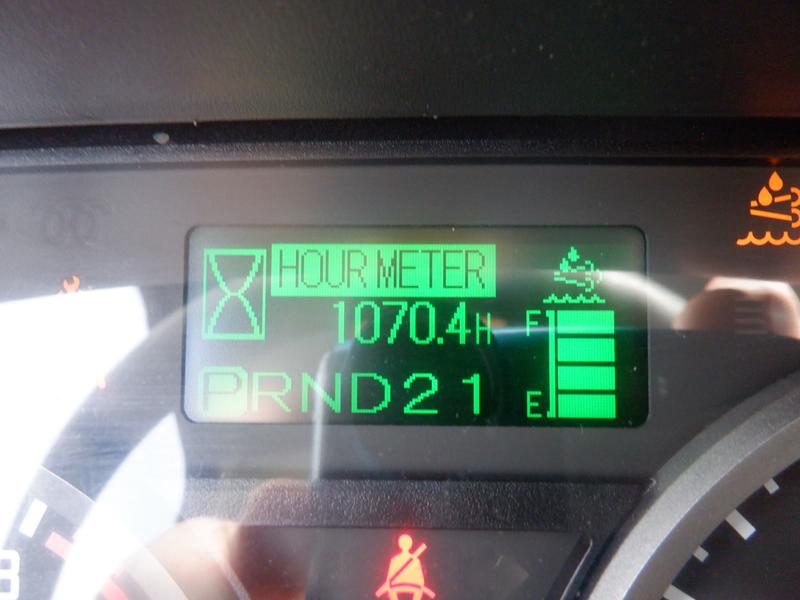 HOUR METER
1070.4H
F
PRND21
E